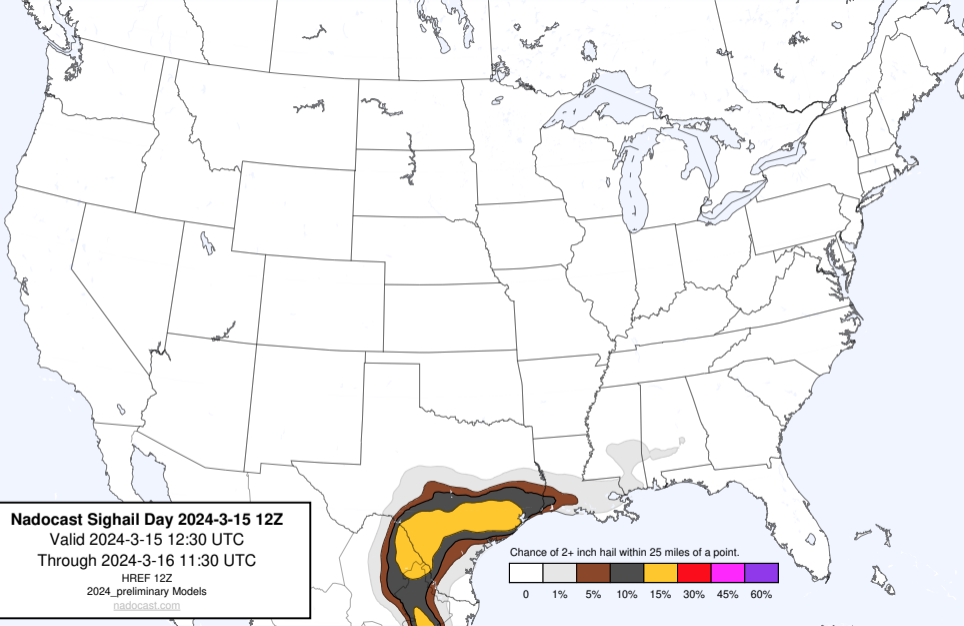 Nadocast Sighail Day 2024-3-15 12Z
Valid 2024-3-15 12:30 UTC
Through 2024-3-16 11:30 UTC
HREF 12Z
2024_preliminary Models
nadocast.com
Chance of 2+ inch hail within 25 miles of a point.
0 1% 5% 10% 15% 30% 45% 60%